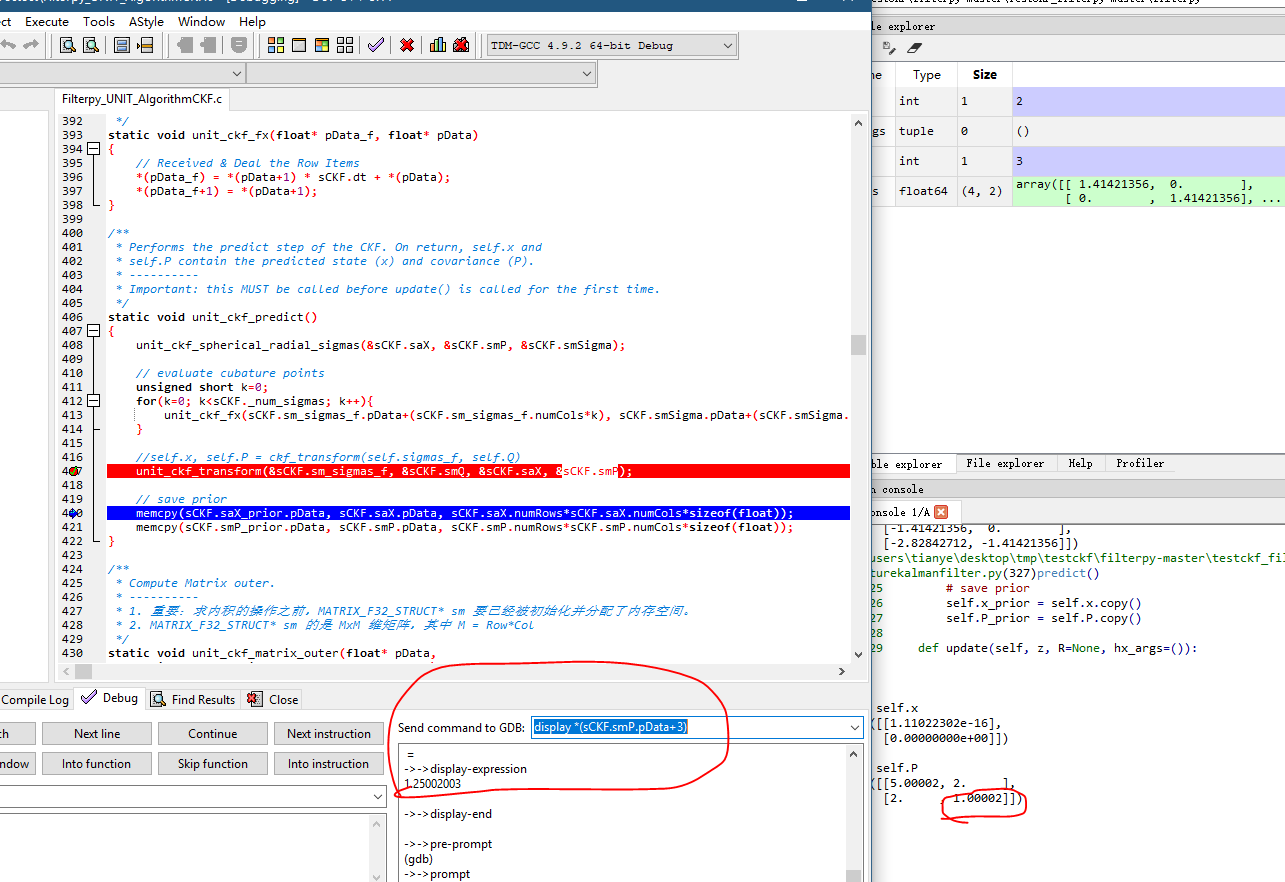 ct Execute Tools AStyle Window Help
TDM-GCC 4.9.2 64-bit Debug
Filterpy_UNIT_AlgorithmCKF.c
392 */
393 static void unit_ckf_fx(float* pData_f, float* pData)
394 {
395 // Received & Deal the Row Items
396 *(pData_f) = *(pData+1) * sCKF.dt + *(pData);
397 *(pData_f+1) = *(pData+1);
398 }
399
400 /**
401 * Performs the predict step of the CKF. On return, self.x and
402 * self.P contain the predicted state (x) and covariance (P).
403 * ----------
404 * Important: this MUST be called before update() is called for the first time.
405 */
406 static void unit_ckf_predict()
407 {
408 unit_ckf_spherical_radial_sigmas(&sCKF.saX, &sCKF.smP, &sCKF.smSigma);
409
410 // evaluate cubature points
411 unsigned short k=0;
412 for(k=0; k<sCKF._num_sigmas; k++){
413 unit_ckf_fx(sCKF.sm_sigmas_f.pData+(sCKF.sm_sigmas_f.numCols*k), sCKF.smSigma.pData+(sCKF.smSigma.
414 }
415
416 //self.x, self.P = ckf_transform(self.sigmas_f, self.Q)
unit_ckf_transform(&sCKF.sm_sigmas_f, &sCKF.smQ, &sCKF.saX, &sCKF.smP);
418
419 // save prior
memcpy(sCKF.saX_prior.pData, sCKF.saX.pData, sCKF.saX.numRows*sCKF.saX.numCols*sizeof(float));
421 memcpy(sCKF.smP_prior.pData, sCKF.smP.pData, sCKF.smP.numRows*sCKF.smP.numCols*sizeof(float));
422 }
423
424 /**
425 * Compute Matrix outer.
426 * ----------
427 * 1. 重要：求内积的操作之前，MATRIX_F32_STRUCT* sm 要已经被初始化并分配了内存空间。
428 * 2. MATRIX_F32_STRUCT* sm 的是 MxM 维矩阵，其中 M = Row*Col
429 */
430 static void unit_ckf_matrix_outer(float* pData,
Compile Log Debug Find Results Close
Next line Continue Next instruction
ndow Into function Skip function Into instruction
Send command to GDB: display *(sCKF.smP.pData+3)
=
->->display-expression
1.25002003
->->display-end
->->pre-prompt
(gdb)
->->prompt
le explorer
ne Type Size
int 1 2
gs tuple 0 ()
int 1 3
s float64 (4, 2) array([[ 1.41421356, 0. ],
[ 0. , 1.41421356], ...
ble explorer File explorer Help Profiler
n console
onsole 1/A
[-1.41421356, 0. ],
[-2.82842712, -1.41421356]])
users\tianye\desktop\tmp\testckf\filterpy-master\testckf_fil
turekalmanfilter.py(327)predict()
25 # save prior
26 self.x_prior = self.x.copy()
27 self.P_prior = self.P.copy()
28
29 def update(self, z, R=None, hx_args=()):
self.x
([[1.11022302e-16],
[0.00000000e+00]])
self.P
([[5.00002, 2. ],
[2. 1.00002]])